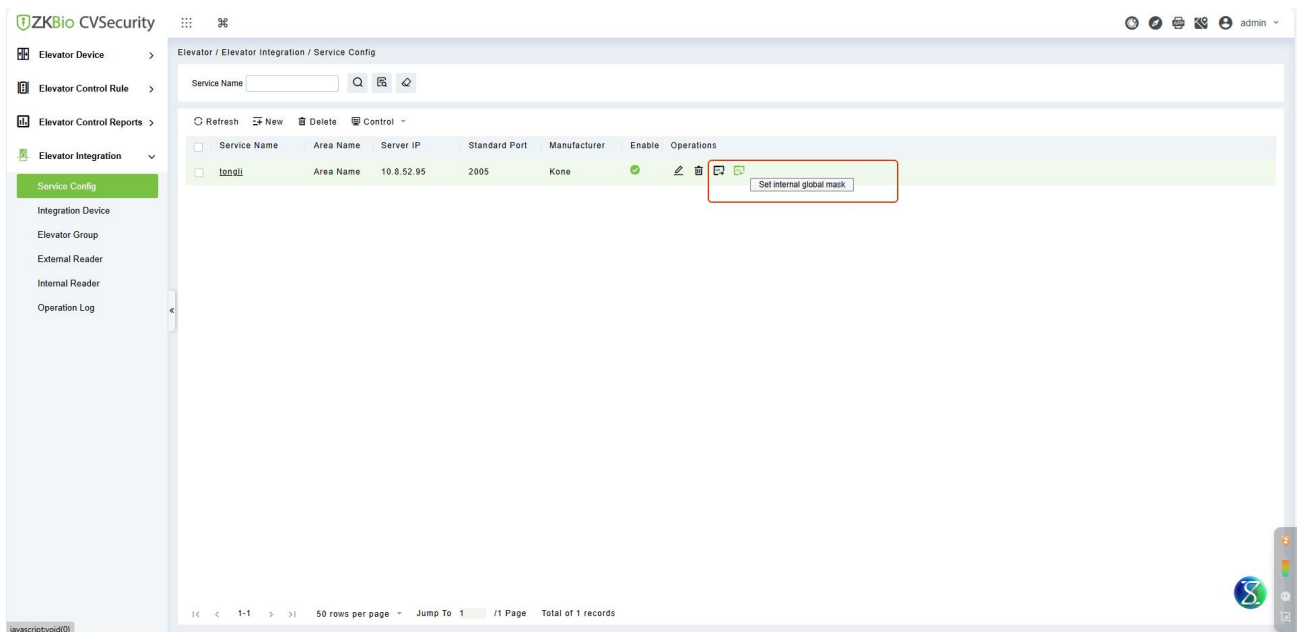 ZKBio CVSecurity
admin
Elevator Device
Elevator Control Rule
Elevator Control Reports
Elevator Integration
Service Config
Integration Device
Elevator Group
External Reader
Internal Reader
Operation Log
Elevator / Elevator Integration / Service Config
Service Name
Refresh New Delete Control
Service Name Area Name Server IP Standard Port Manufacturer Enable Operations
tongli Area Name 10.8.52.95 2005 Kone
Set internal global mask
1-1 50 rows per page Jump To 1 /1 Page Total of 1 records
javascript:void(0)